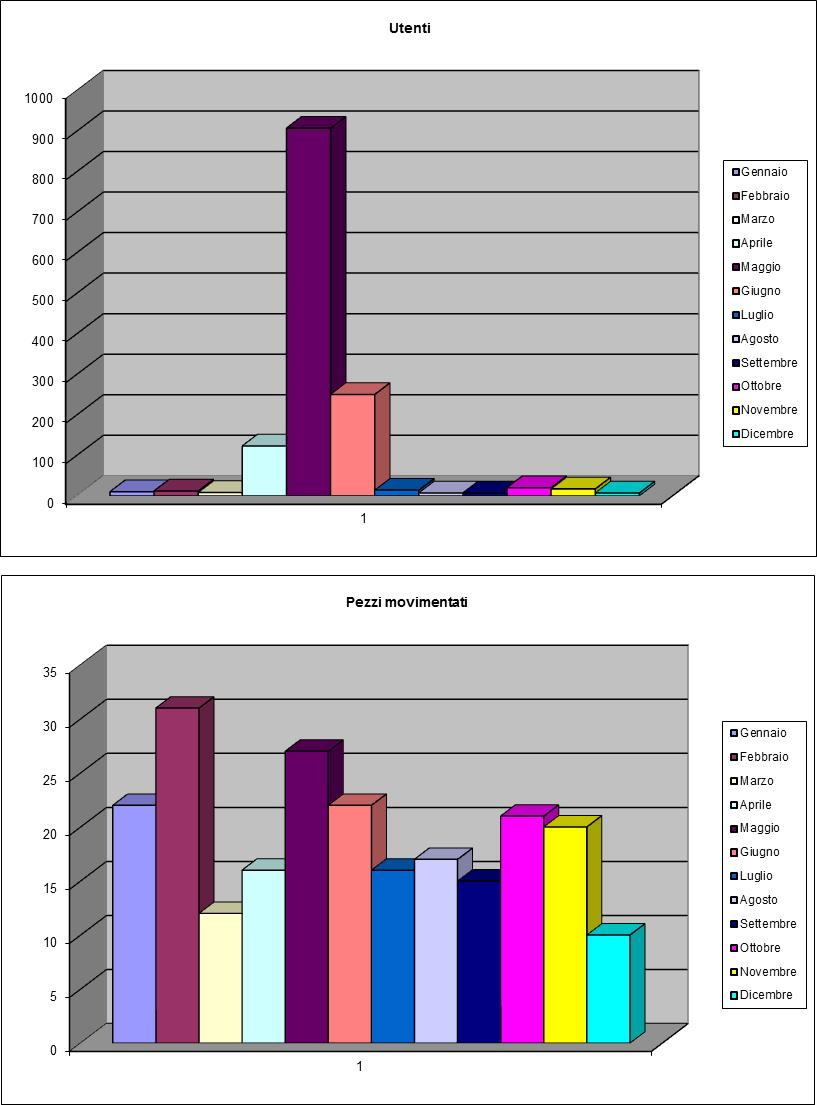 Utenti
1000
900
800
700
600
500
400
300
200
100
0
1
Gennaio
Febbraio
Marzo
Aprile
Maggio
Giugno
Luglio
Agosto
Settembre
Ottobre
Novembre
Dicembre
Pezzi movimentati
35
30
25
20
15
10
5
0
1
Gennaio
Febbraio
Marzo
Aprile
Maggio
Giugno
Luglio
Agosto
Settembre
Ottobre
Novembre
Dicembre